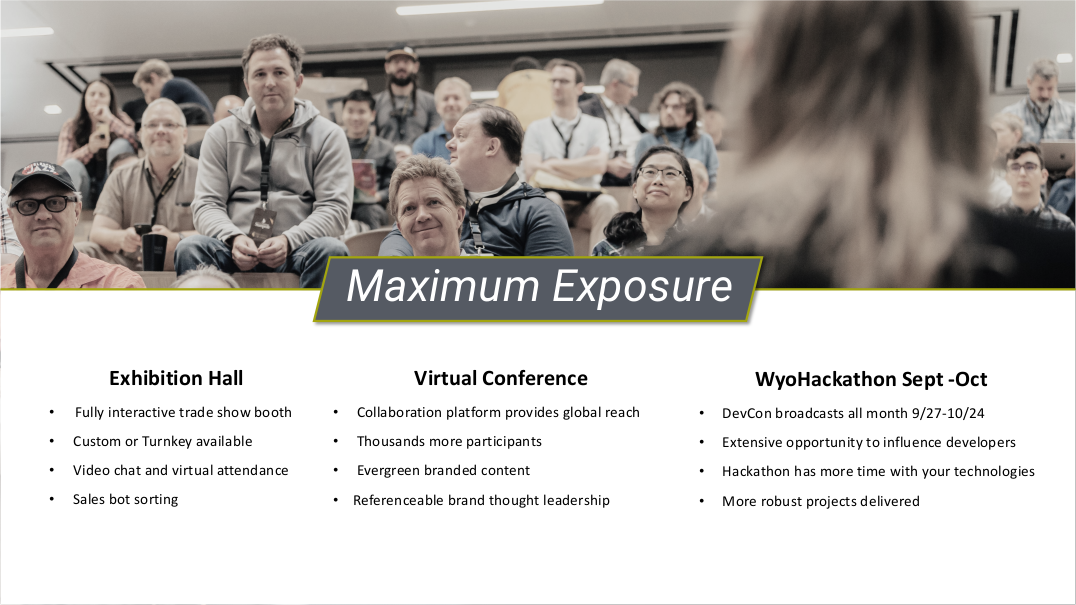 Maximum Exposure
Exhibition Hall
• Fully interactive trade show booth
• Custom or Turnkey available
• Video chat and virtual attendance
• Sales bot sorting
Virtual Conference
• Collaboration platform provides global reach
• Thousands more participants
• Evergreen branded content
• Referenceable brand thought leadership
WyoHackathon Sept -Oct
• DevCon broadcasts all month 9/27-10/24
• Extensive opportunity to influence developers
• Hackathon has more time with your technologies
• More robust projects delivered